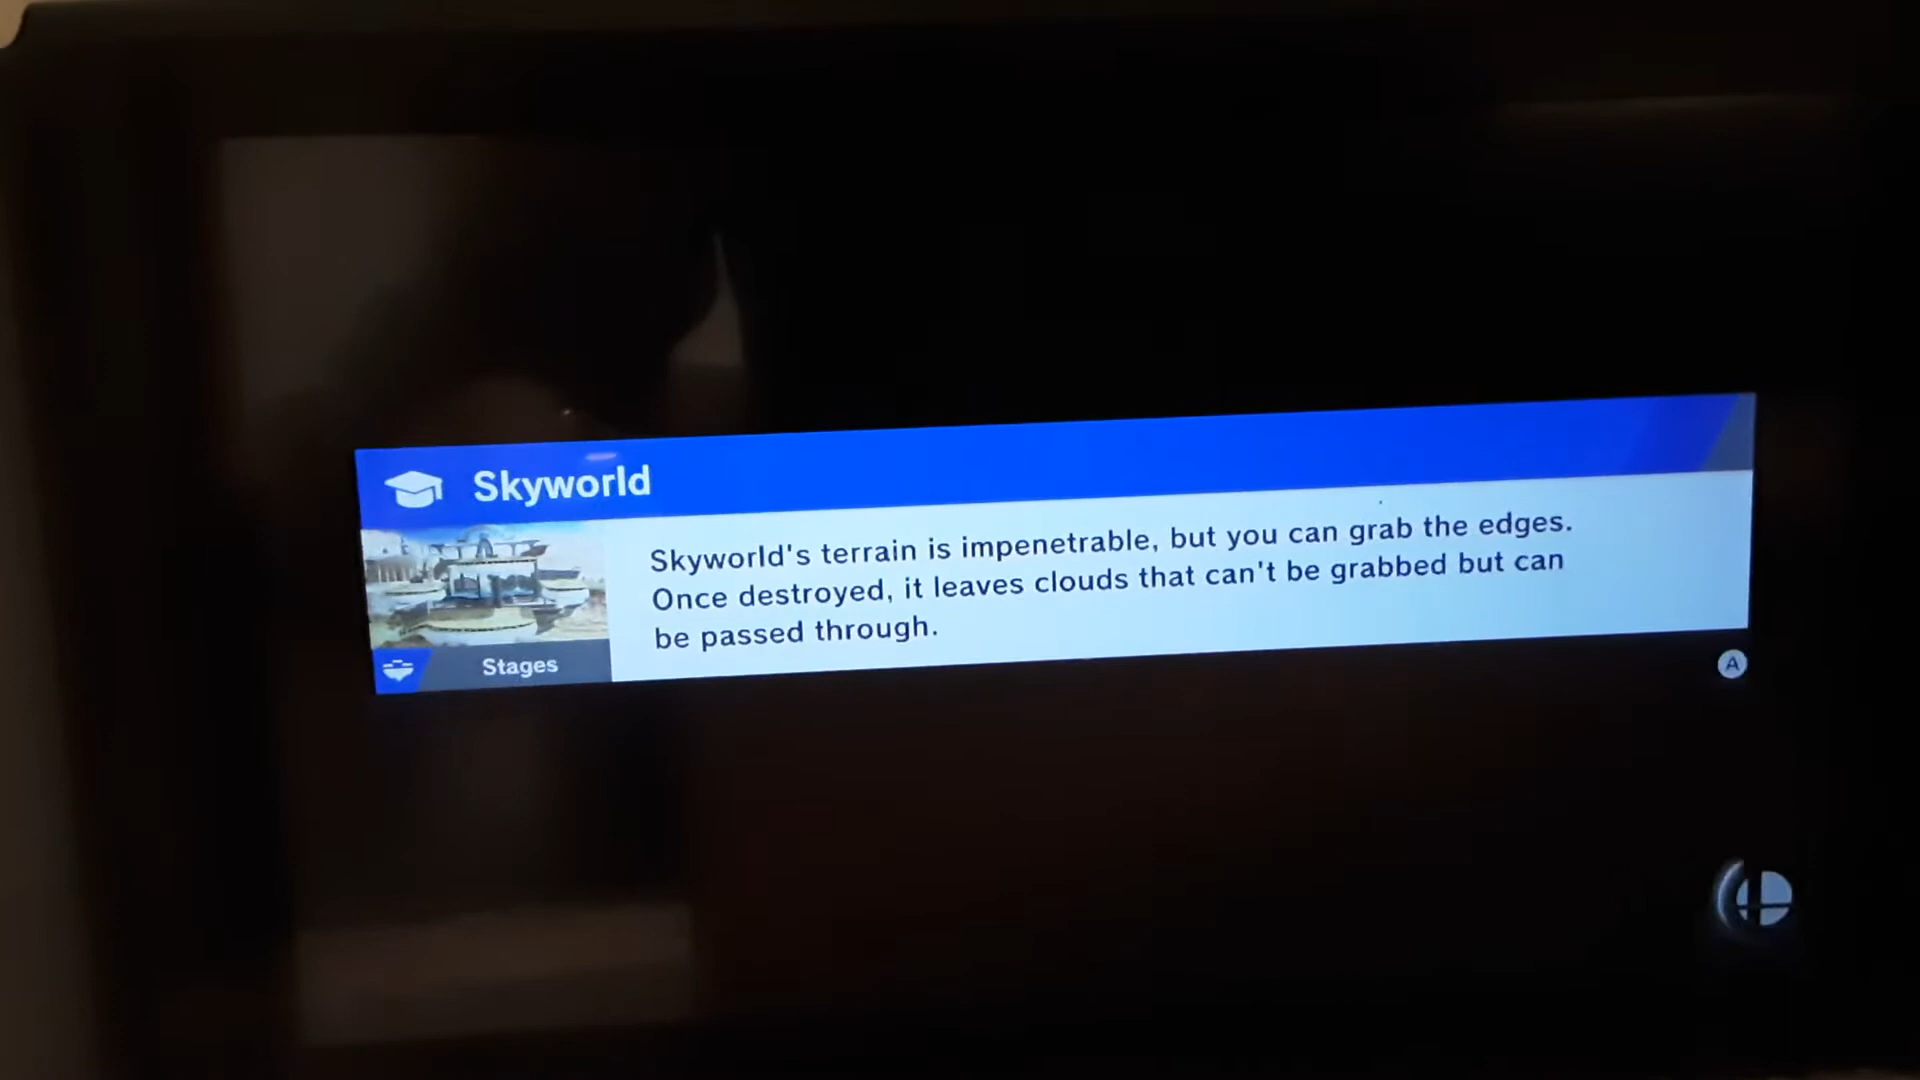 Skyworld
Skyworld's terrain is impenetrable, but you can grab the edges.
Once destroyed, it leaves clouds that can't be grabbed but can
be passed through.
Stages
A